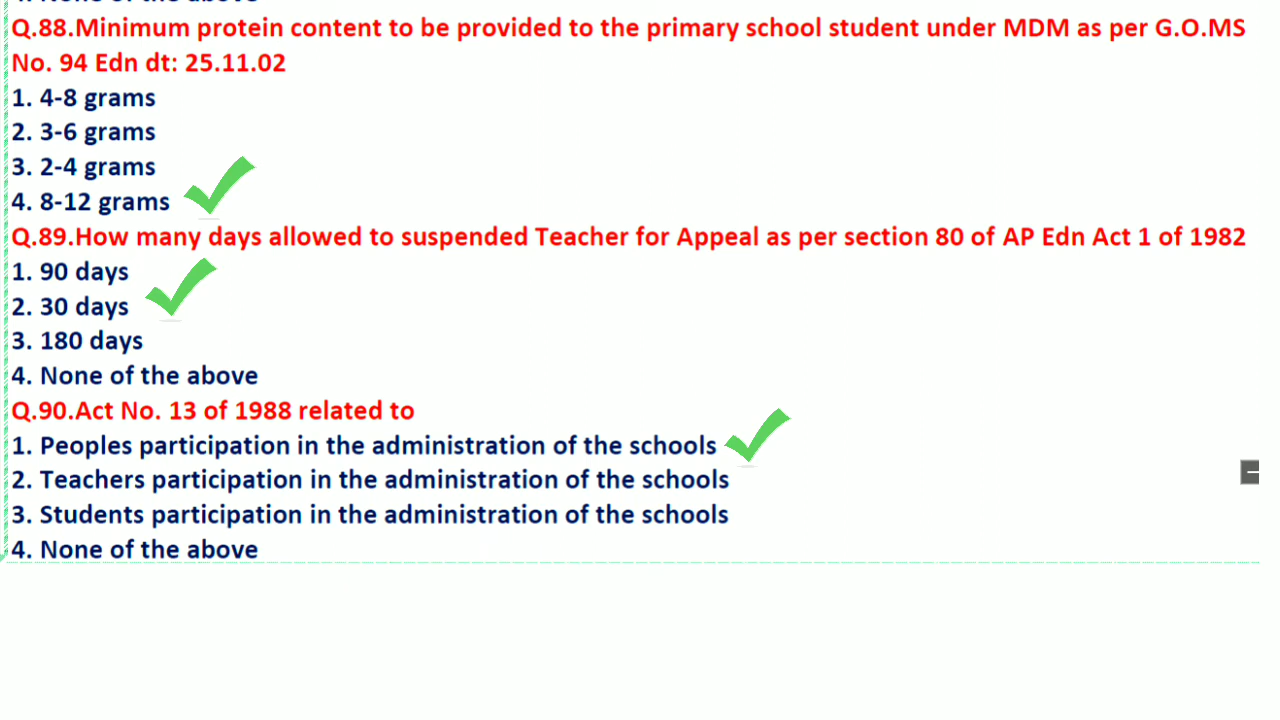 Q.88.Minimum protein content to be provided to the primary school student under MDM as per G.O.MS
No. 94 Edn dt: 25.11.02
1. 4-8 grams
2. 3-6 grams
3. 2-4 grams
4. 8-12 grams
Q.89.How many days allowed to suspended Teacher for Appeal as per section 80 of AP Edn Act 1 of 1982
1. 90 days
2. 30 days
3. 180 days
4. None of the above
Q.90.Act No. 13 of 1988 related to
1. Peoples participation in the administration of the schools
2. Teachers participation in the administration of the schools
3. Students participation in the administration of the schools
4. None of the above